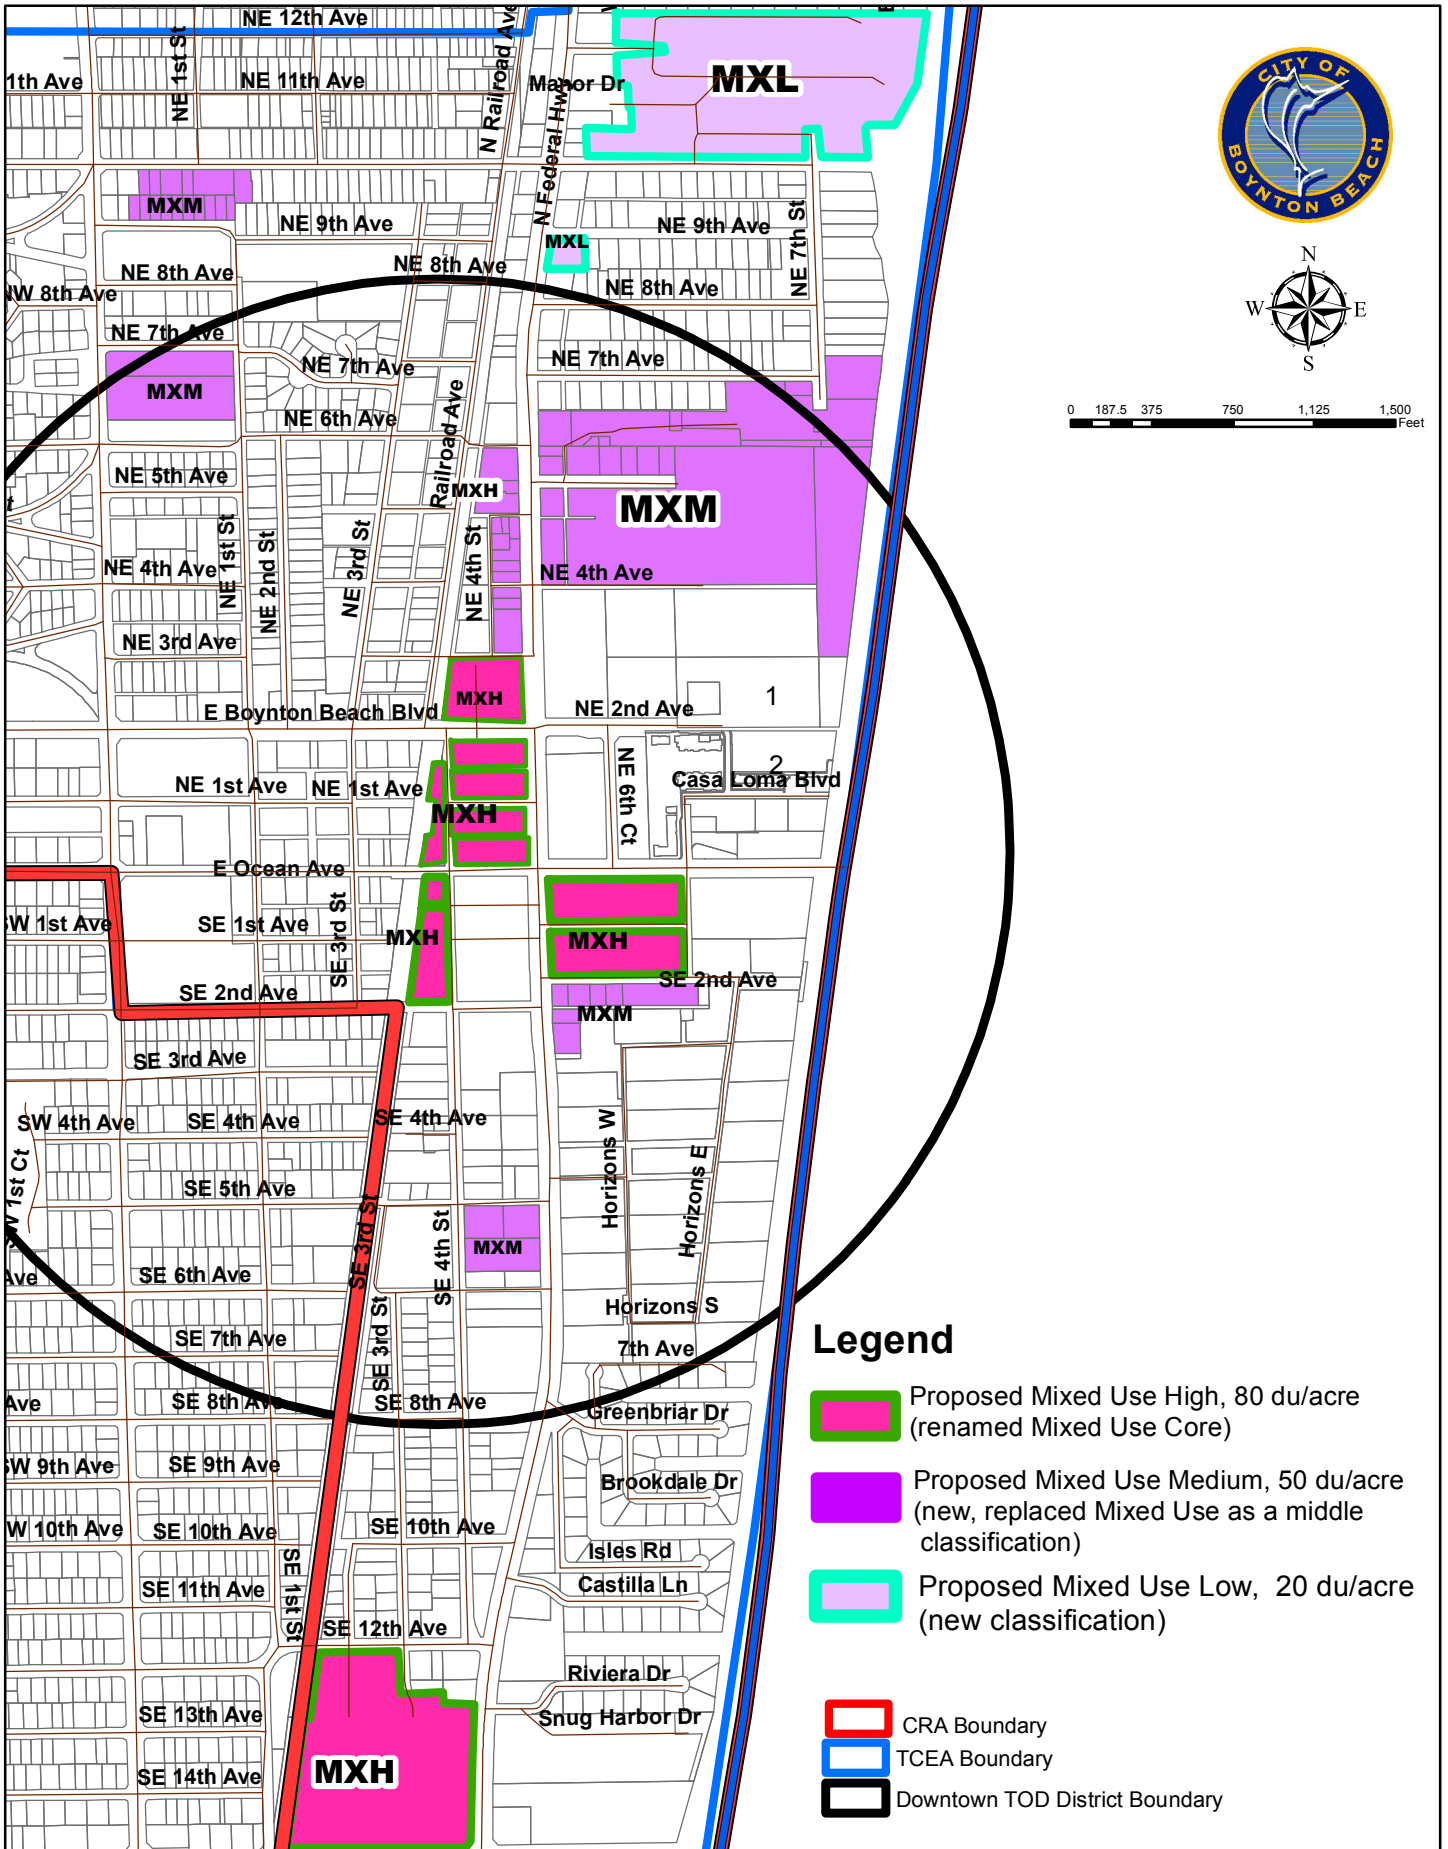 NE 12th Ave
NE 1st St
N Railroad Ave
1th Ave
NE 11th Ave
Manor Dr
MXL
N Federal Hwy
CITY OF
BOYNTON BEACH
MXM
NE 9th Ave
NE 9th Ave
NE 7th St
MXL
NE 8th Ave
NE 8th Ave
NW 8th Ave
NE 8th Ave
N
W
E
S
NE 7th Ave
NE 7th Ave
NE 7th Ave
MXM
NE 6th Ave
Railroad Ave
0 187.5 375 750 1,125 1,500
Feet
NE 5th Ave
MXH
MXM
t
NE 1st St
NE 2nd St
NE 3rd St
NE 4th St
NE 4th Ave
NE 4th Ave
NE 3rd Ave
E Boynton Beach Blvd
MXH
NE 2nd Ave
1
2
NE 1st Ave
NE 1st Ave
NE 6th Ct
Casa Loma Blvd
MXH
E Ocean Ave
SW 1st Ave
SE 1st Ave
SE 3rd St
MXH
MXH
SE 2nd Ave
SE 2nd Ave
MXM
SE 3rd Ave
SW 4th Ave
SE 4th Ave
SE 4th Ave
SW 1st Ct
Horizons W
Horizons E
SE 5th Ave
SE 3rd St
SE 4th St
MXM
Ave
SE 6th Ave
Horizons S
SE 7th Ave
SE 3rd St
7th Ave
Legend
Ave
SE 8th Ave
SE 8th Ave
Greenbriar Dr
Proposed Mixed Use High, 80 du/acre
(renamed Mixed Use Core)
SW 9th Ave
SE 9th Ave
Brookdale Dr
Proposed Mixed Use Medium, 50 du/acre
(new, replaced Mixed Use as a middle
classification)
W 10th Ave
SE 10th Ave
SE 10th Ave
Isles Rd
SE 1st St
SE 11th Ave
Castilla Ln
Proposed Mixed Use Low, 20 du/acre
(new classification)
SE 12th Ave
Riviera Dr
SE 13th Ave
Snug Harbor Dr
CRA Boundary
TCEA Boundary
SE 14th Ave
MXH
Downtown TOD District Boundary